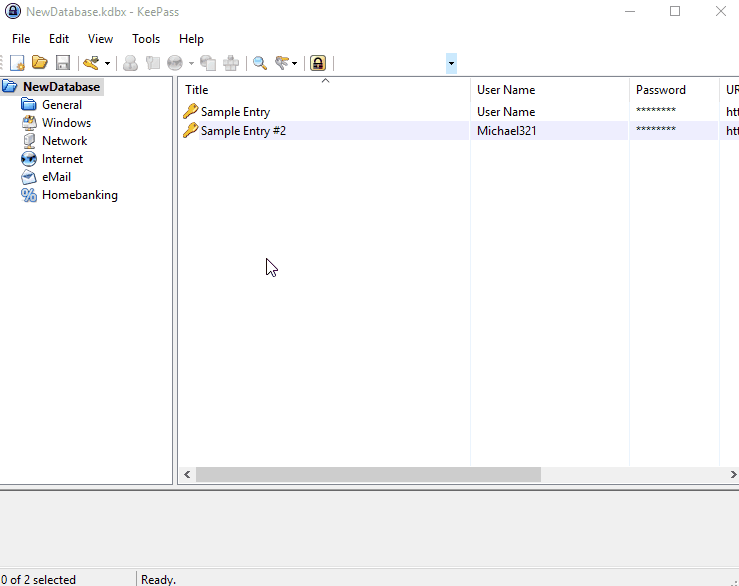 NewDatabase.kdbx - KeePass
File Edit View Tools Help
NewDatabase
General
Windows
Network
Internet
eMail
Homebanking
Title User Name Password UR
Sample Entry User Name ******** htt
Sample Entry #2 Michael321 ******** htt
0 of 2 selected Ready.